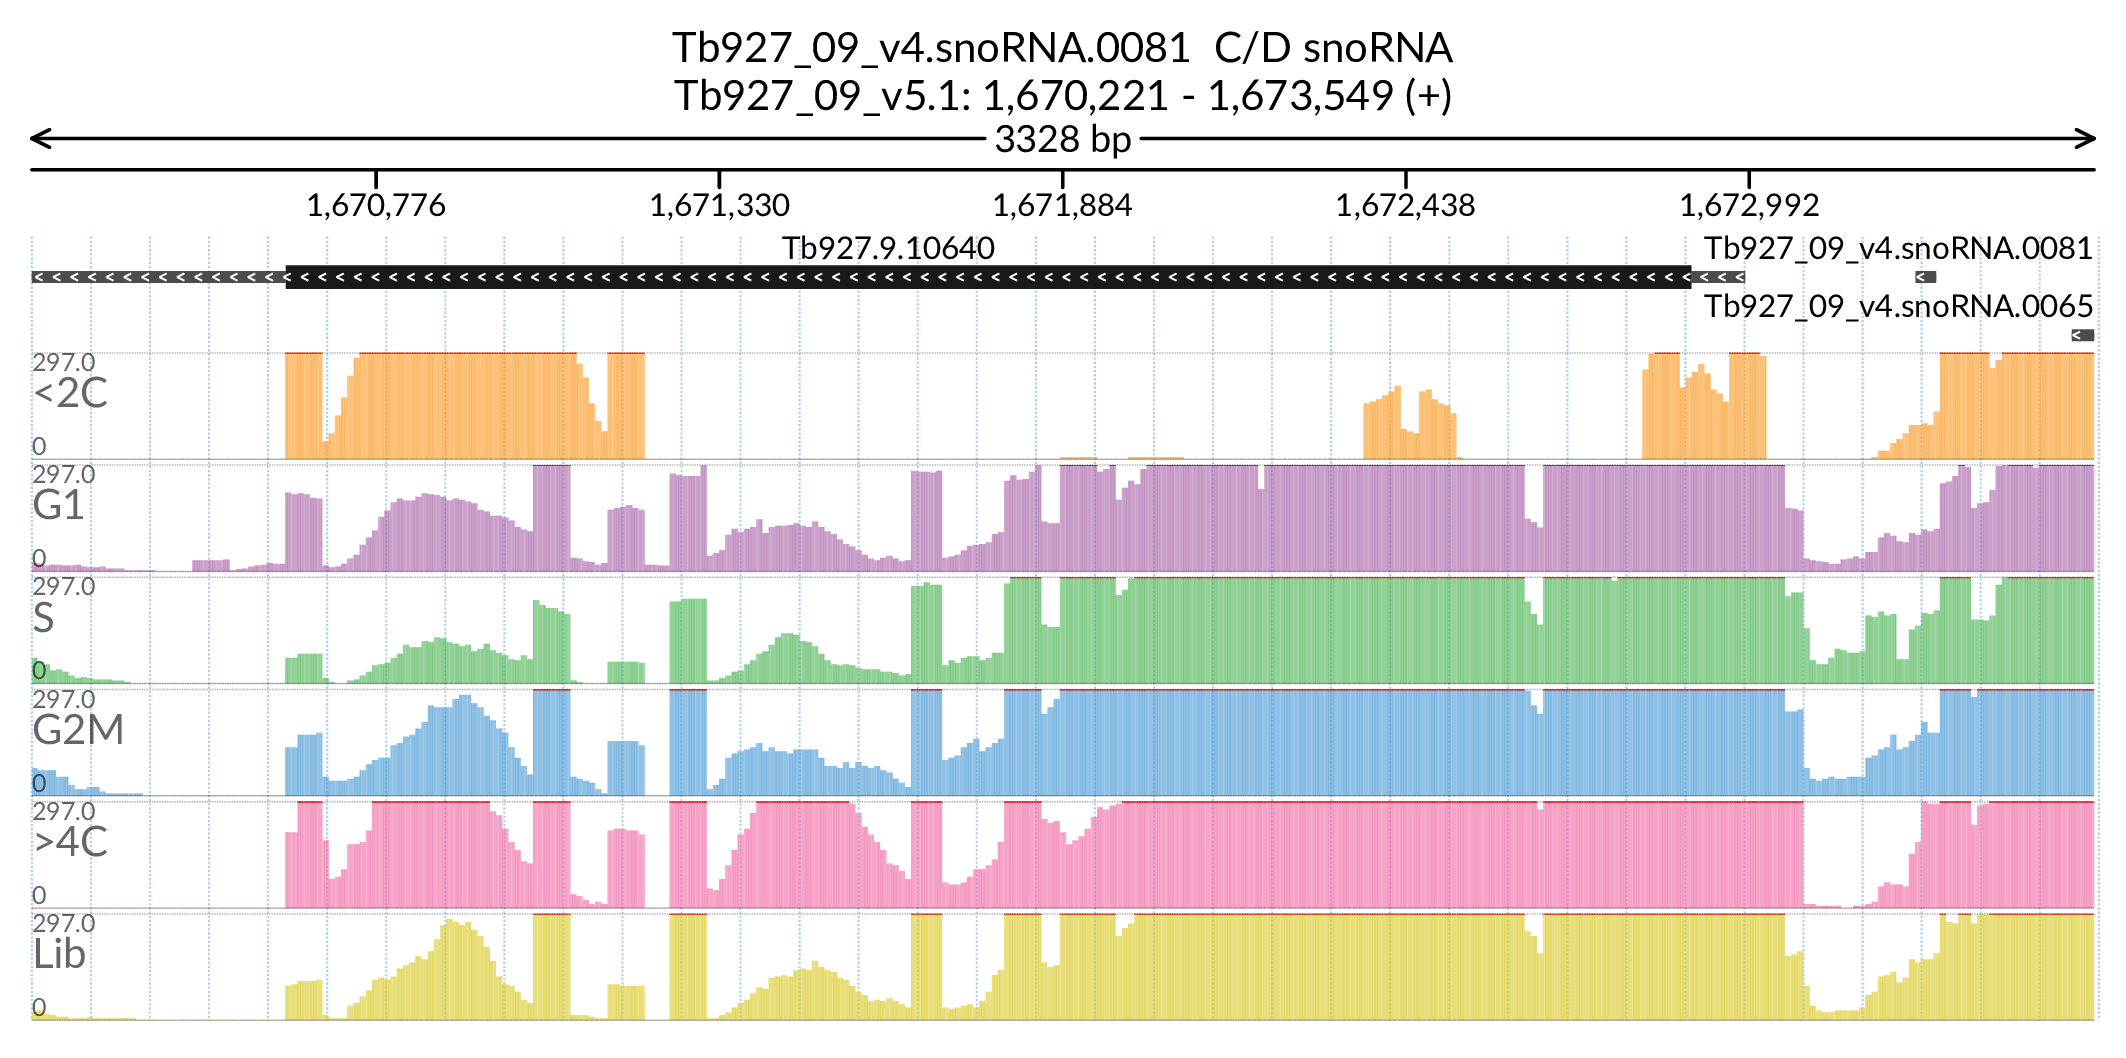 Tb927_09_v4.snoRNA.0081 C/D snoRNA
Tb927_09_v5.1: 1,670,221 - 1,673,549 (+)
3328 bp
1,670,776 1,671,330 1,671,884 1,672,438 1,672,992
Tb927.9.10640 Tb927_09_v4.snoRNA.0081
Tb927_09_v4.snoRNA.0065
297.0
<2C
0
297.0
G1
0
297.0
S
0
297.0
G2M
0
297.0
>4C
0
297.0
Lib
0